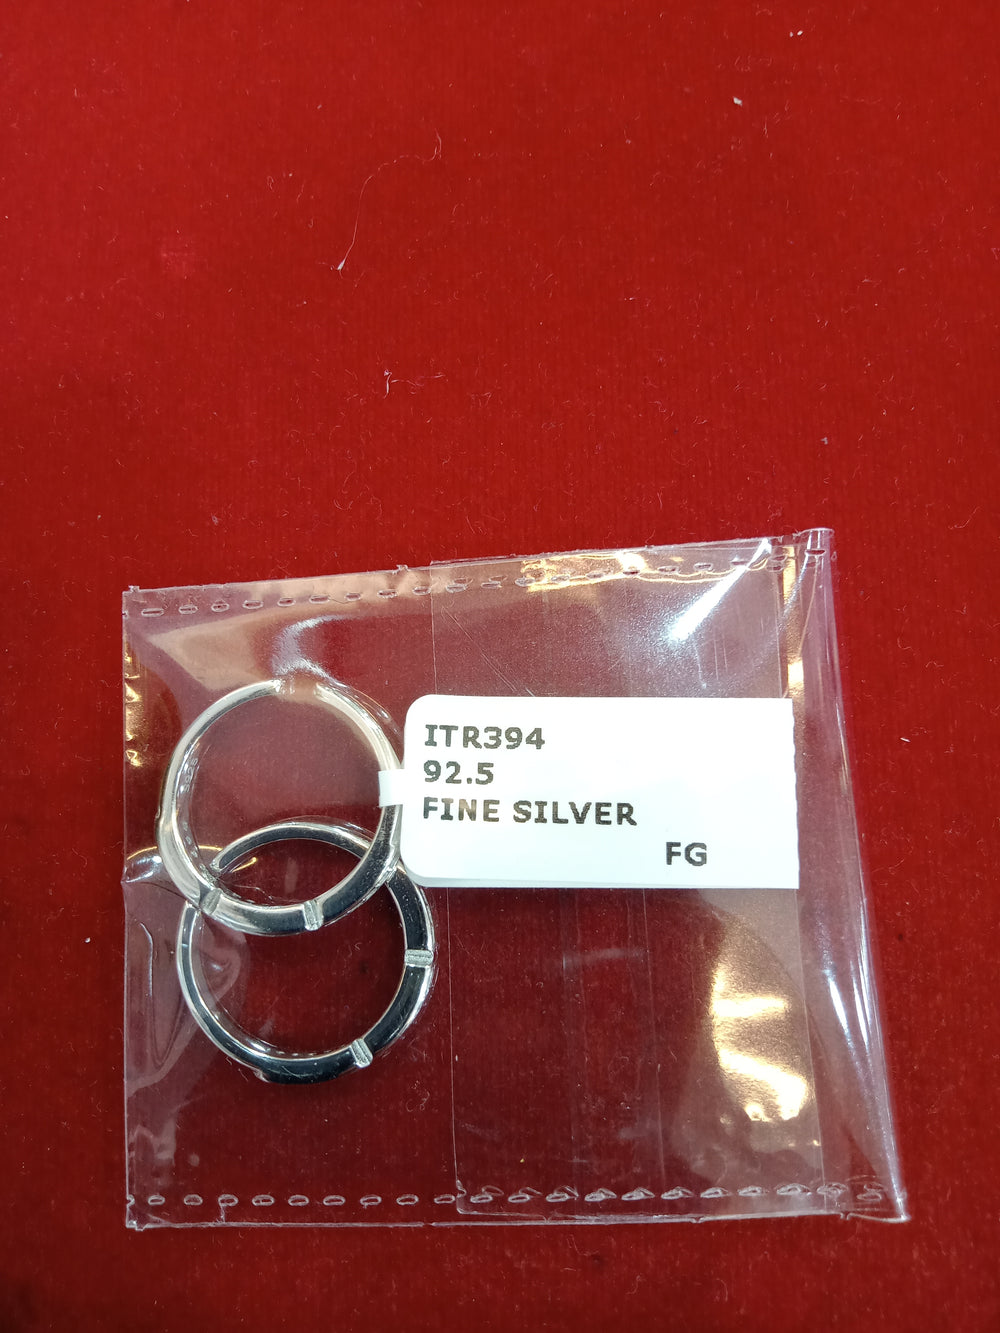 ITR394
92.5
FINE SILVER
FG